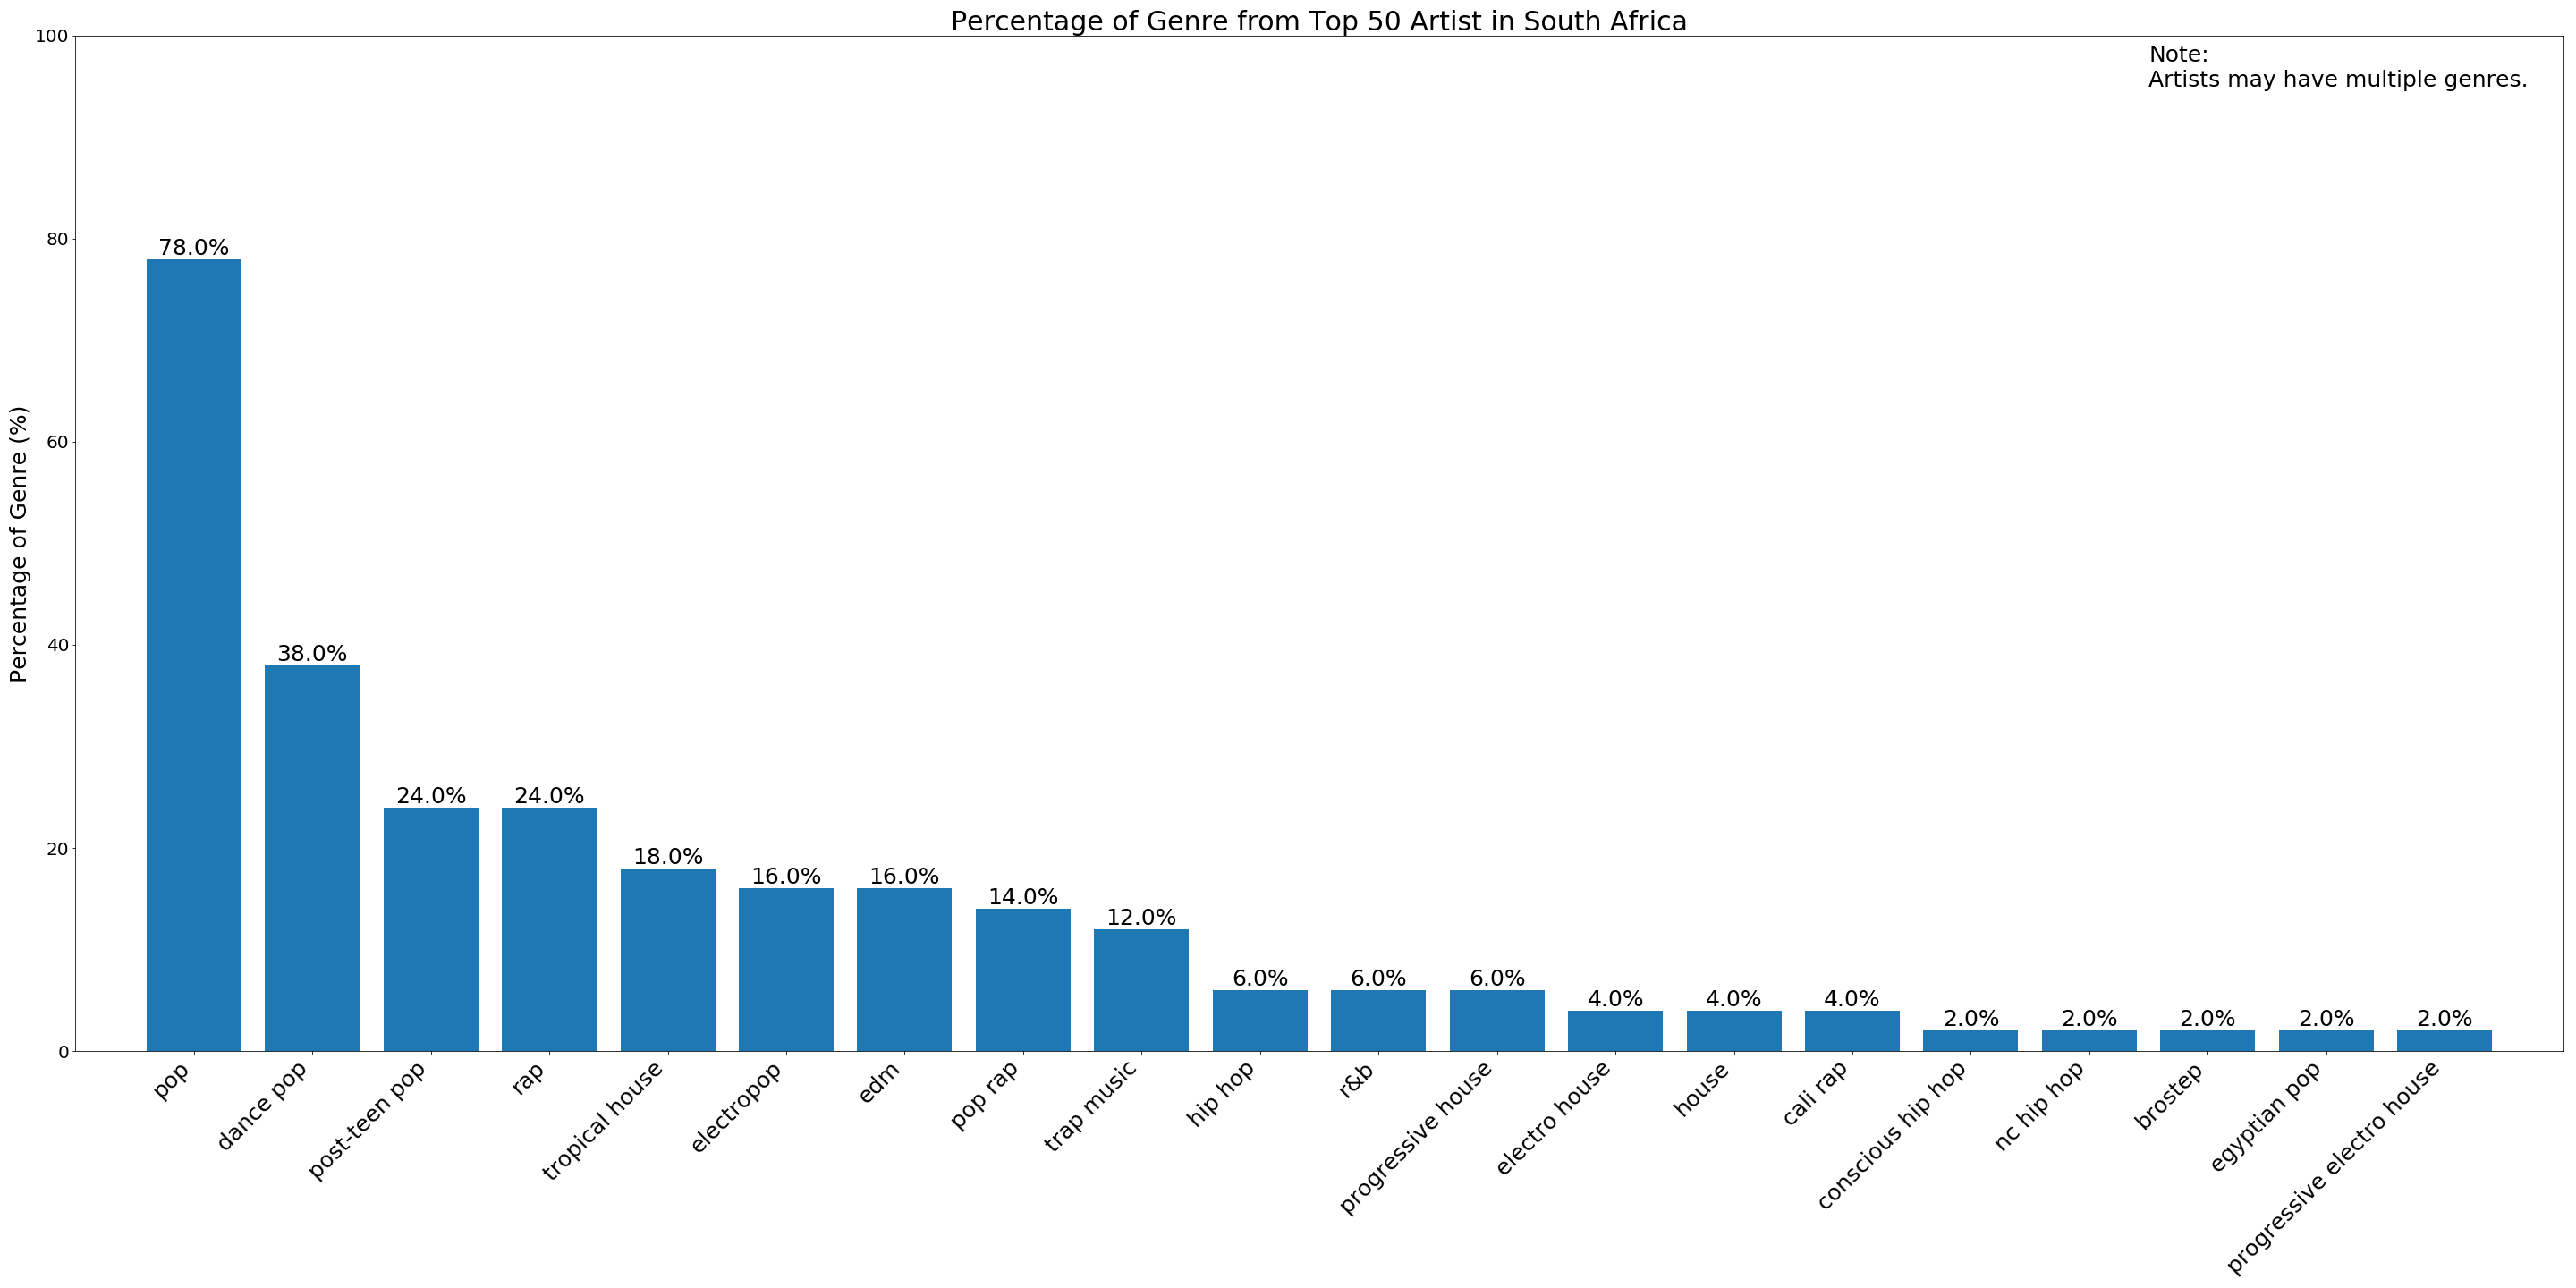 Percentage of Genre from Top 50 Artist in South Africa
Note:
Artists may have multiple genres.
Percentage of Genre (%)
100
80
60
40
20
0
78.0%
38.0%
24.0%
24.0%
18.0%
16.0%
16.0%
14.0%
12.0%
6.0%
6.0%
6.0%
4.0%
4.0%
4.0%
2.0%
2.0%
2.0%
2.0%
2.0%
pop
dance pop
post-teen pop
rap
tropical house
electropop
edm
pop rap
trap music
hip hop
r&b
progressive house
electro house
house
cali rap
conscious hip hop
nc hip hop
brostep
egyptian pop
progressive electro house